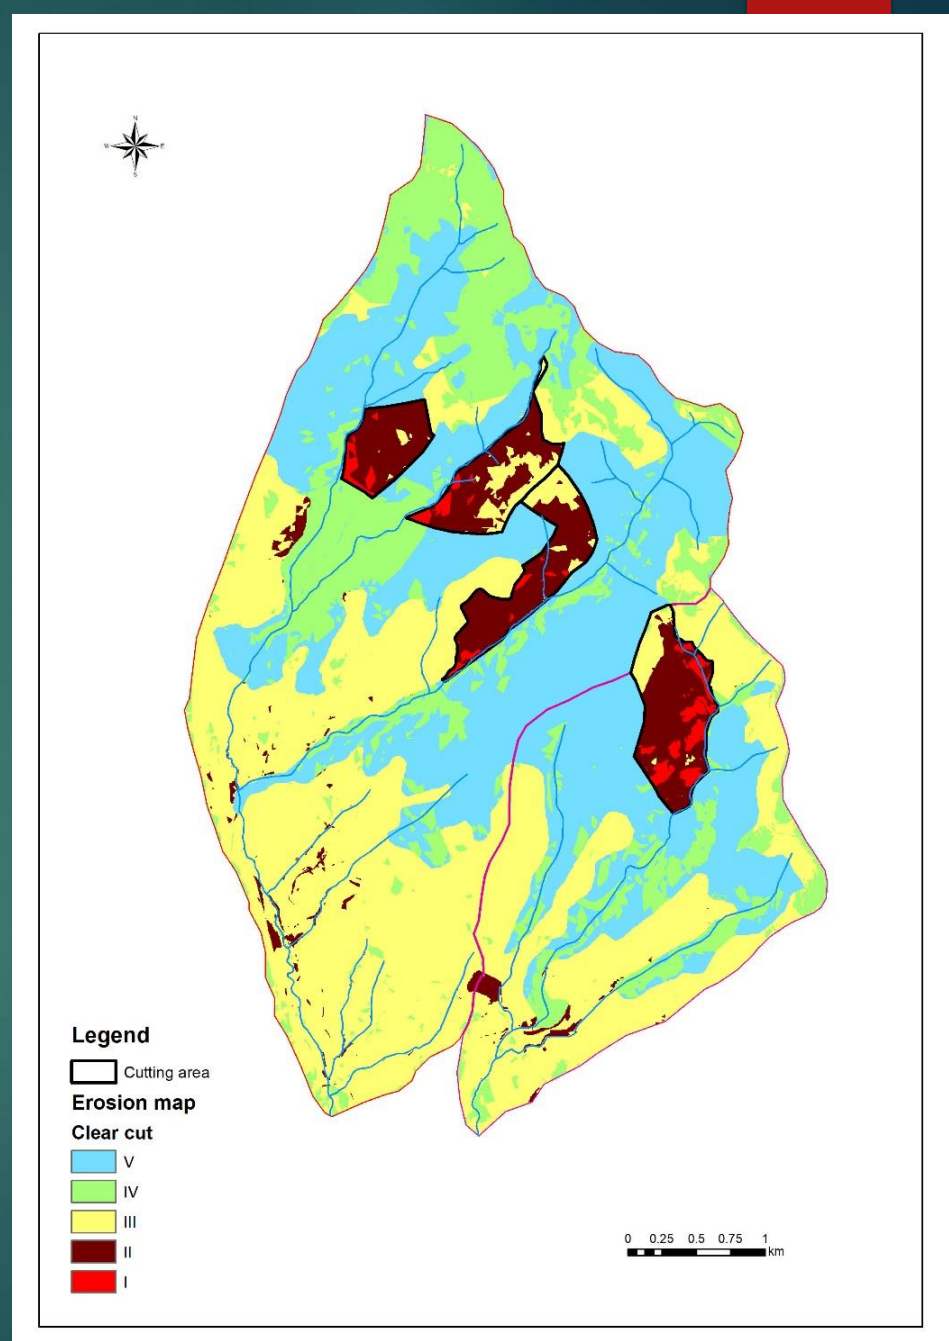 N
W E
S
Legend
Cutting area
Erosion map
Clear cut
V
IV
III
II
I
0 0.25 0.5 0.75 1
km